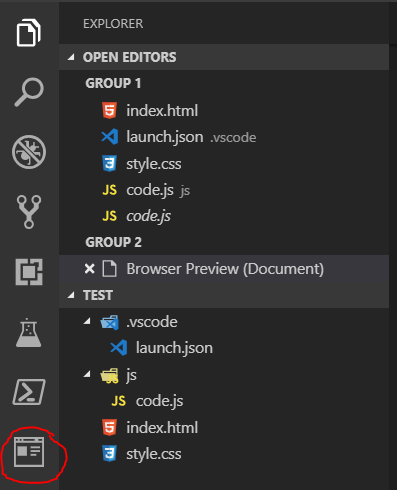 EXPLORER
OPEN EDITORS
GROUP 1
index.html
launch.json .vscode
style.css
JS code.js js
JS code.js
GROUP 2
Browser Preview (Document)
TEST
.vscode
launch.json
js
JS code.js
index.html
style.css